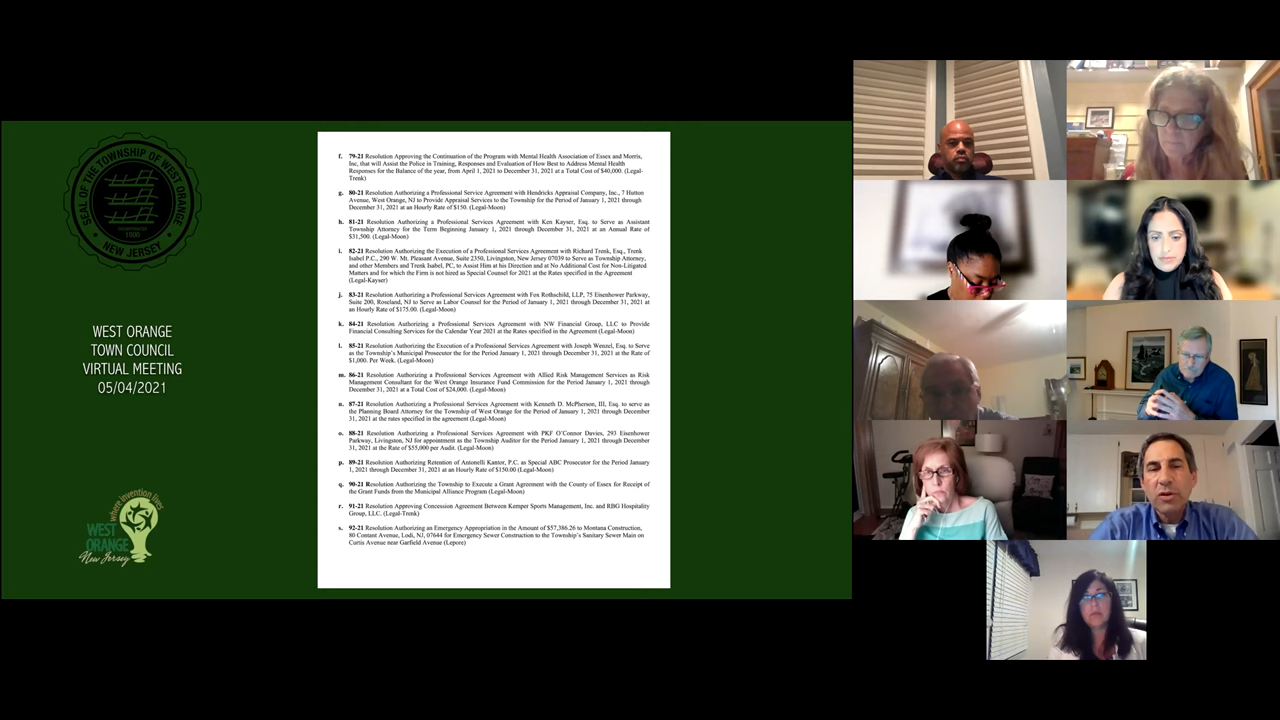 SEAL OF TOWNSHIP OF WEST ORANGE
INCORPORATED
1900
NEW JERSEY
WEST ORANGE
TOWN COUNCIL
VIRTUAL MEETING
05/04/2021
where invention lives
WEST
ORANGE
New Jersey
f. 79-21 Resolution Approving the Continuation of the Program with Mental Health Association of Essex and Morris,
Inc, that will Assist the Police in Training, Responses and Evaluation of How Best to Address Mental Health
Responses for the Balance of the year, from April 1, 2021 to December 31, 2021 at a Total Cost of $40,000. (Legal-
Trenk)
g. 80-21 Resolution Authorizing a Professional Service Agreement with Hendricks Appraisal Company, Inc., 7 Hutton
Avenue, West Orange, NJ to Provide Appraisal Services to the Township for the Period of January 1, 2021 through
December 31, 2021 at an Hourly Rate of $150. (Legal-Moon)
h. 81-21 Resolution Authorizing a Professional Services Agreement with Ken Kayser, Esq. to Serve as Assistant
Township Attorney for the Term Beginning January 1, 2021 through December 31, 2021 at an Annual Rate of
$31,500. (Legal-Moon)
i. 82-21 Resolution Authorizing the Execution of a Professional Services Agreement with Richard Trenk, Esq., Trenk
Isabel P.C., 290 W. Mt. Pleasant Avenue, Suite 2350, Livingston, New Jersey 07039 to Serve as Township Attorney,
and other Members and Trenk Isabel, PC, to Assist Him at his Direction and at No Additional Cost for Non-Litigated
Matters and for which the Firm is not hired as Special Counsel for 2021 at the Rates specified in the Agreement
(Legal-Kayser)
j. 83-21 Resolution Authorizing a Professional Services Agreement with Fox Rothschild, LLP, 75 Eisenhower Parkway,
Suite 200, Roseland, NJ to Serve as Labor Counsel for the Period of January 1, 2021 through December 31, 2021 at
an Hourly Rate of $175.00. (Legal-Moon)
k. 84-21 Resolution Authorizing a Professional Services Agreement with NW Financial Group, LLC to Provide
Financial Consulting Services for the Calendar Year 2021 at the Rates specified in the Agreement (Legal-Moon)
l. 85-21 Resolution Authorizing the Execution of a Professional Services Agreement with Joseph Wenzel, Esq. to Serve
as the Township's Municipal Prosecutor the for the Period January 1, 2021 through December 31, 2021 at the Rate of
$1,000. Per Week. (Legal-Moon)
m. 86-21 Resolution Authorizing a Professional Services Agreement with Allied Risk Management Services as Risk
Management Consultant for the West Orange Insurance Fund Commission for the Period January 1, 2021 through
December 31, 2021 at a Total Cost of $24,000. (Legal-Moon)
n. 87-21 Resolution Authorizing a Professional Services Agreement with Kenneth D. McPherson, III, Esq. to serve as
the Planning Board Attorney for the Township of West Orange for the Period of January 1, 2021 through December
31, 2021 at the rates specified in the agreement (Legal-Moon)
o. 88-21 Resolution Authorizing a Professional Services Agreement with PKF O'Connor Davies, 293 Eisenhower
Parkway, Livingston, NJ for appointment as the Township Auditor for the Period January 1, 2021 through December
31, 2021 at the Rate of $55,000 per Audit. (Legal-Moon)
p. 89-21 Resolution Authorizing Retention of Antonelli Kantor, P.C. as Special ABC Prosecutor for the Period January
1, 2021 through December 31, 2021 at an Hourly Rate of $150.00 (Legal-Moon)
q. 90-21 Resolution Authorizing the Township to Execute a Grant Agreement with the County of Essex for Receipt of
the Grant Funds from the Municipal Alliance Program (Legal-Moon)
r. 91-21 Resolution Approving Concession Agreement Between Kemper Sports Management, Inc. and RBG Hospitality
Group, LLC. (Legal-Trenk)
s. 92-21 Resolution Authorizing an Emergency Appropriation in the Amount of $57,386.26 to Montana Construction,
80 Contant Avenue, Lodi, NJ, 07644 for Emergency Sewer Construction to the Township's Sanitary Sewer Main on
Curtis Avenue near Garfield Avenue (Lepore)